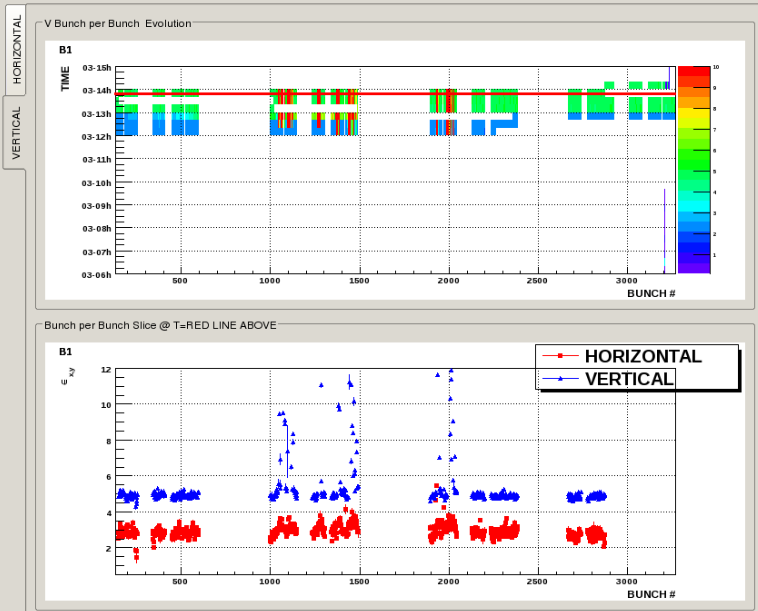 HORIZONTAL
VERTICAL
V Bunch per Bunch Evolution
B1
TIME
03-15h
03-14h
03-13h
03-12h
03-11h
03-10h
03-09h
03-08h
03-07h
03-06h
500 1000 1500 2000 2500 3000
BUNCH #
10
9
8
7
6
5
4
3
2
1
Bunch per Bunch Slice @ T=RED LINE ABOVE
B1
HORIZONTAL
VERTICAL
ϵ x,y
12
10
8
6
4
2
500 1000 1500 2000 2500 3000
BUNCH #